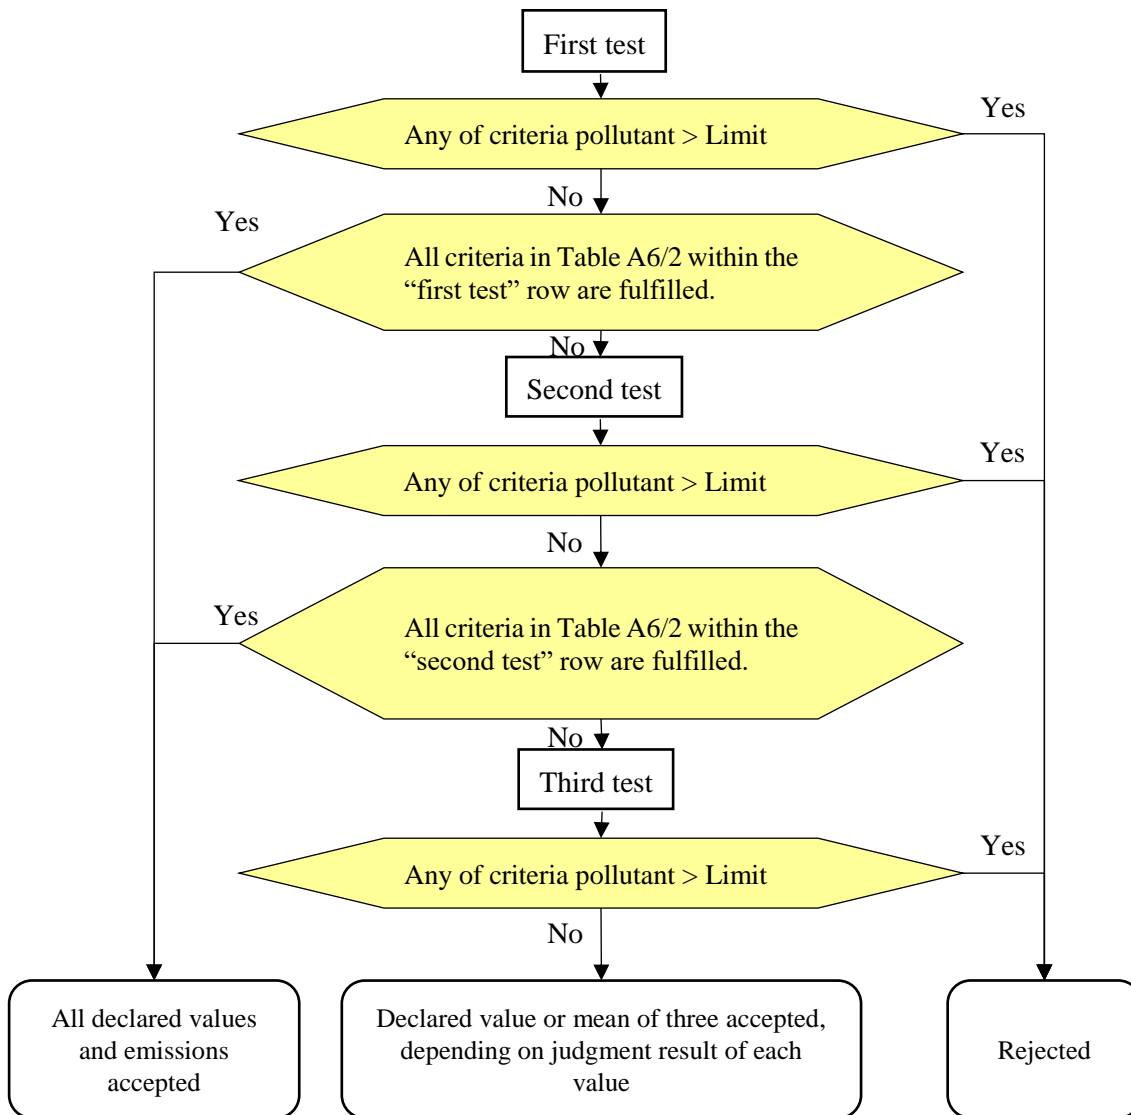 First test
Yes
Any of criteria pollutant > Limit
No
Yes
All criteria in Table A6/2 within the
“first test” row are fulfilled.
No
Second test
Yes
Any of criteria pollutant > Limit
No
Yes
All criteria in Table A6/2 within the
“second test” row are fulfilled.
No
Third test
Yes
Any of criteria pollutant > Limit
No
All declared values
and emissions
accepted
Declared value or mean of three accepted,
depending on judgment result of each
value
Rejected